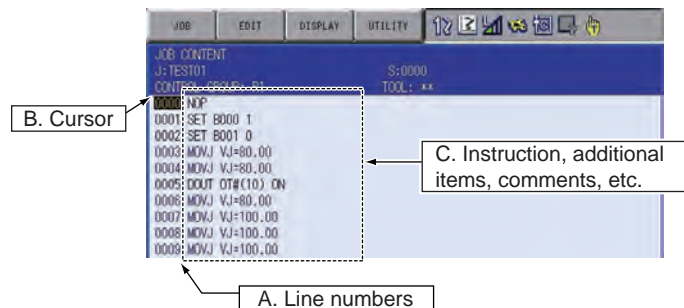 JOB EDIT DISPLAY UTILITY
JOB CONTENT
J:TEST01 S:0000
CONTROL GROUP: R1 TOOL: **
0000 NOP
0001 SET B000 1
0002 SET B001 0
0003 MOVJ VJ=80.00
0004 MOVJ VJ=80.00
0005 DOUT OT#(10) ON
0006 MOVJ VJ=80.00
0007 MOVJ VJ=100.00
0008 MOVJ VJ=100.00
0009 MOVJ VJ=100.00
B. Cursor
C. Instruction, additional
items, comments, etc.
A. Line numbers